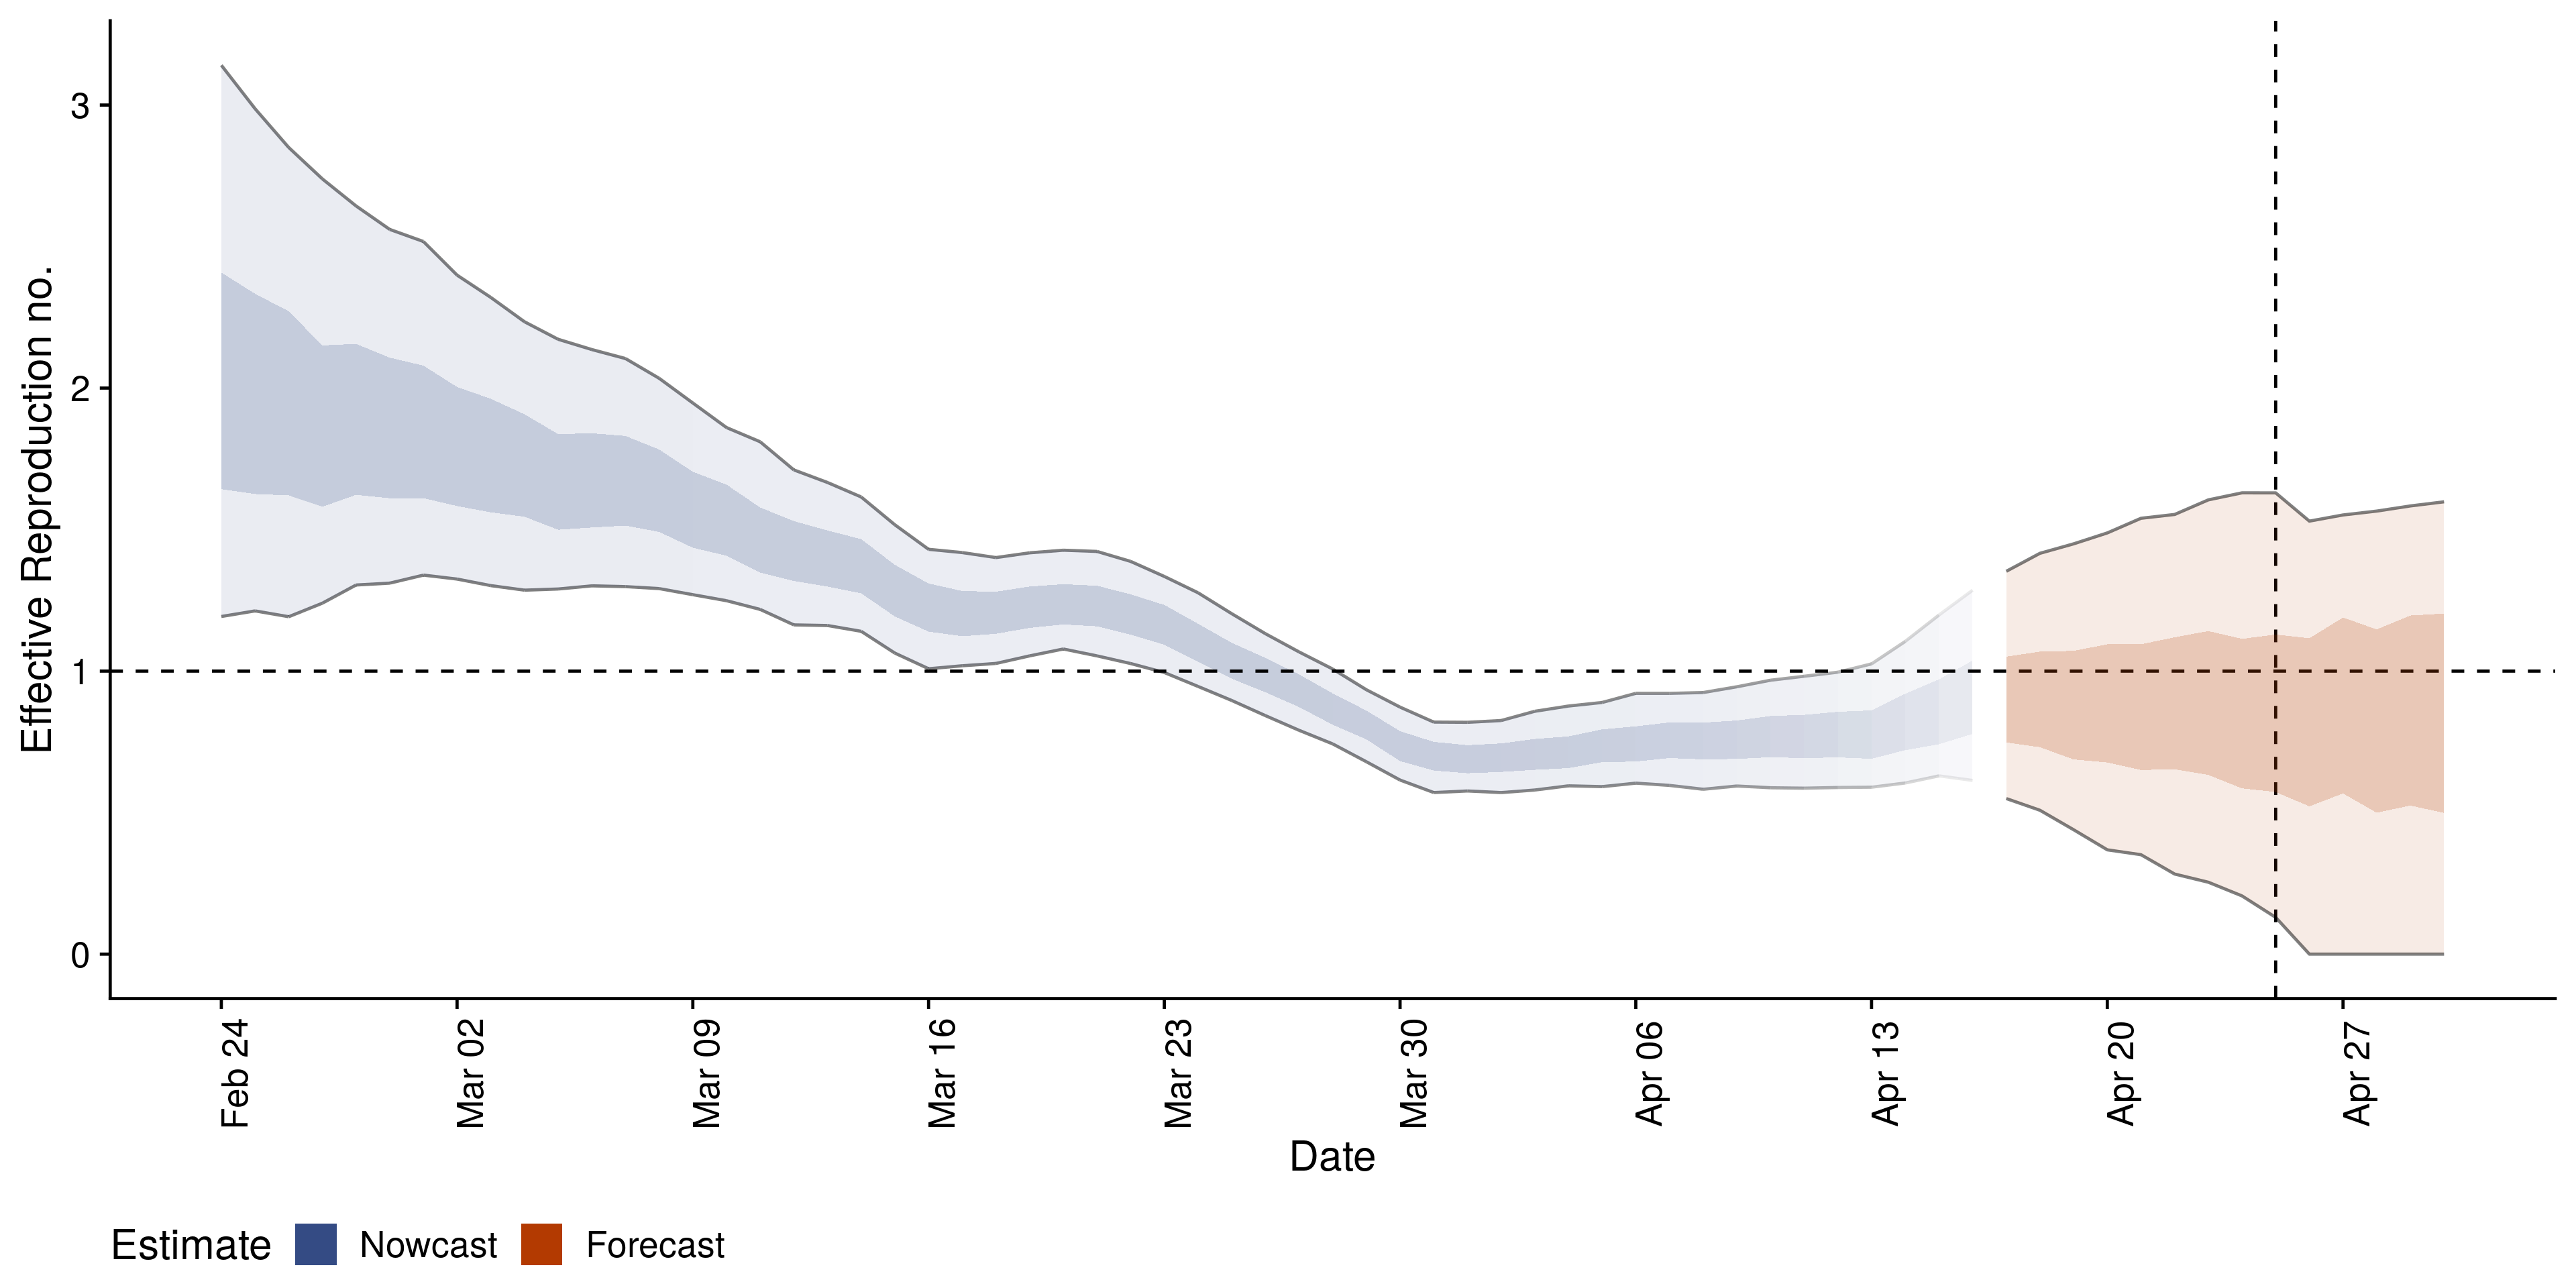 Effective Reproduction no.
3
2
1
0
Feb 24
Mar 02
Mar 09
Mar 16
Mar 23
Mar 30
Apr 06
Apr 13
Apr 20
Apr 27
Date
Estimate Nowcast Forecast